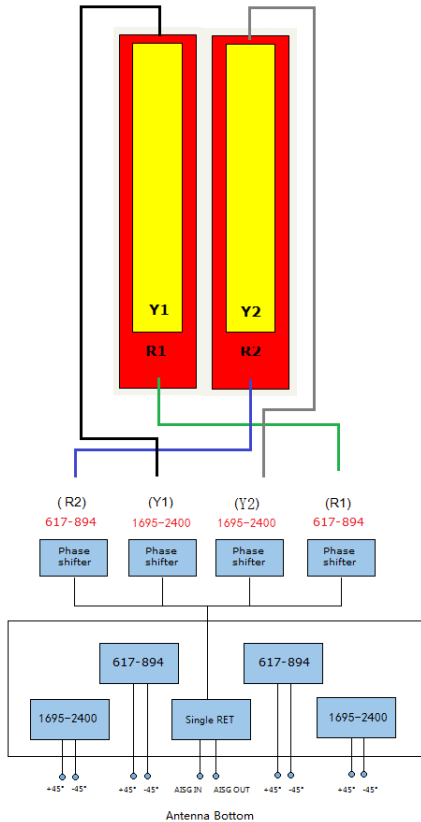 Y1
Y2
R1
R2
(R2)
(Y1)
(Y2)
(R1)
617-894
1695-2400
1695-2400
617-894
Phase shifter
Phase shifter
Phase shifter
Phase shifter
617-894
617-894
1695-2400
Single RET
1695-2400
+45° -45°
+45° -45°
AISG IN AISG OUT
+45° -45°
+45° -45°
Antenna Bottom